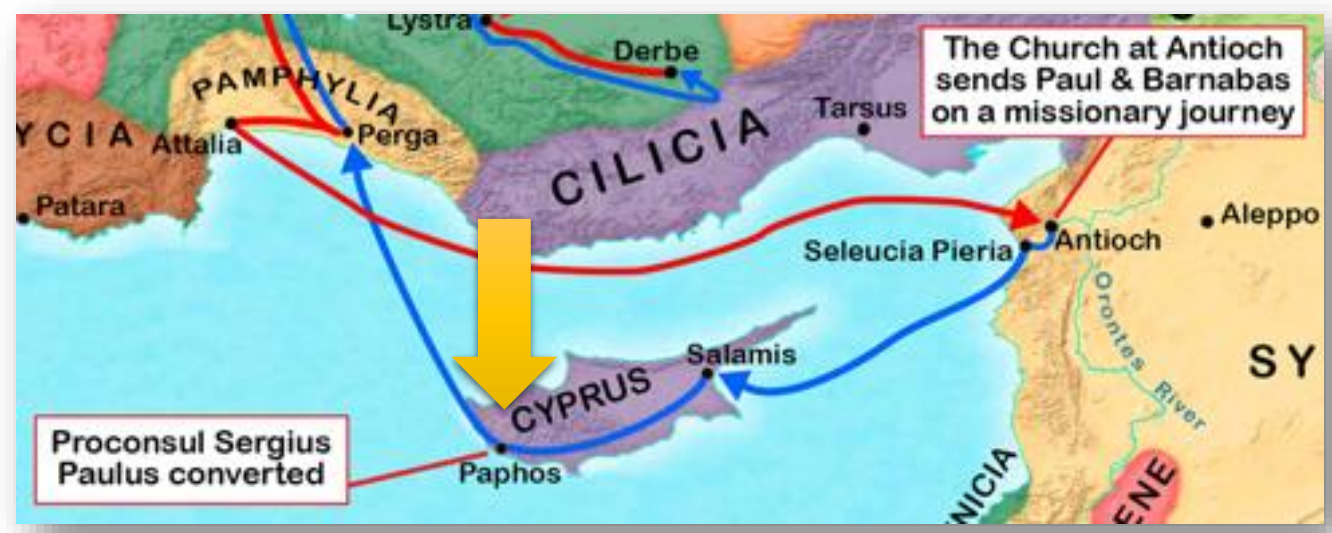 Lystra
Derbe
The Church at Antioch
sends Paul & Barnabas
on a missionary journey
PAMPHYLIA
Tarsus
YCIA
Attalia
Perga
CILICIA
Patara
Aleppo
Antioch
Seleucia Pieria
Orontes
River
Salamis
SY
CYPRUS
Proconsul Sergius
Paulus converted
Paphos
NICIA
ENE